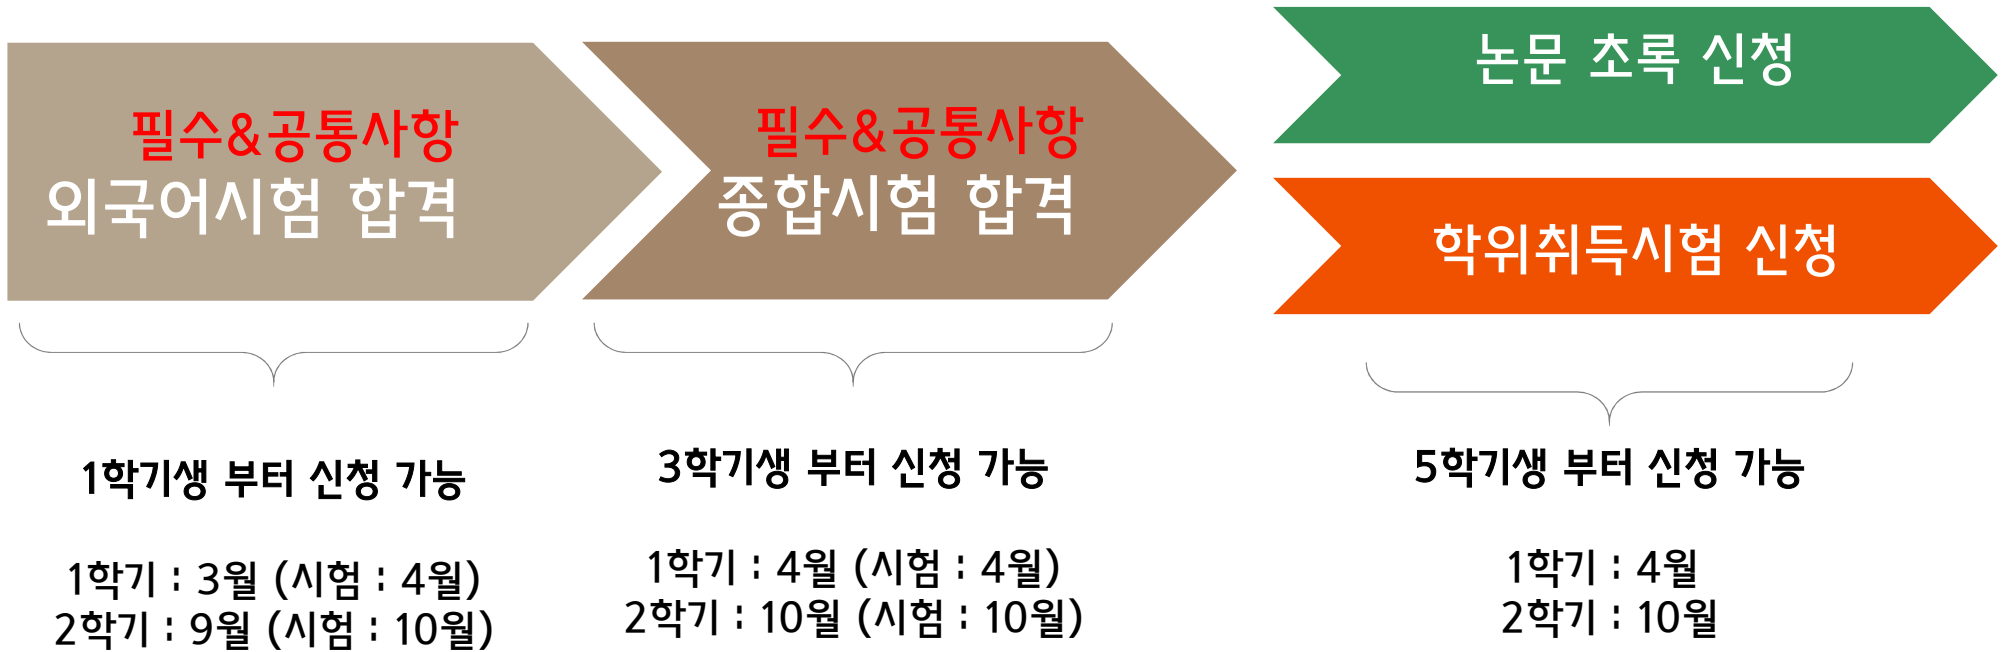 필수&공통사항
외국어시험 합격
필수&공통사항
종합시험 합격
논문 초록 신청
학위취득시험 신청
1학기생 부터 신청 가능
1학기 : 3월 (시험 : 4월)
2학기 : 9월 (시험 : 10월)
3학기생 부터 신청 가능
1학기 : 4월 (시험 : 4월)
2학기 : 10월 (시험 : 10월)
5학기생 부터 신청 가능
1학기 : 4월
2학기 : 10월